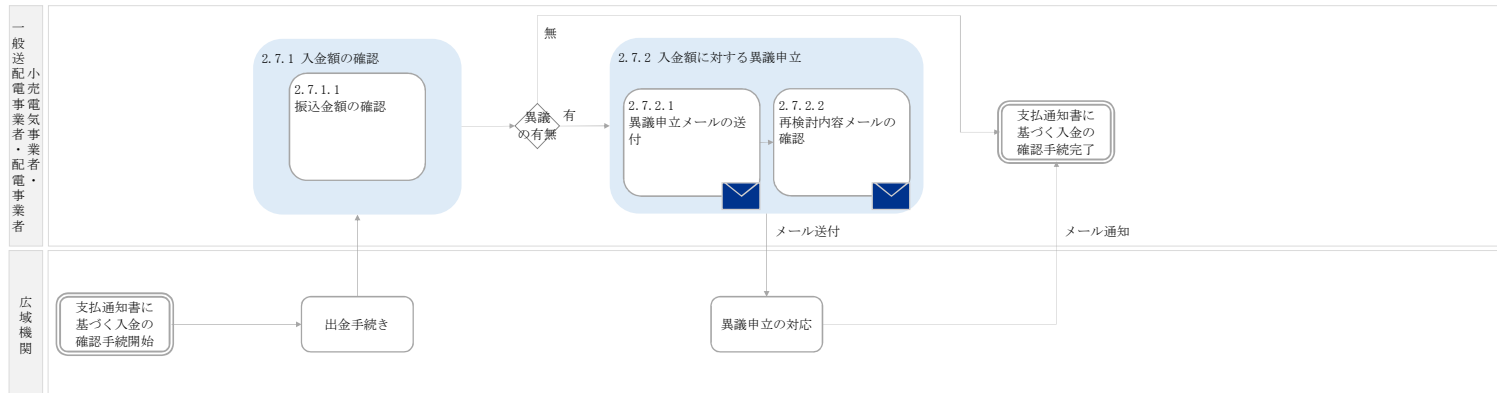 小売電気事業者・
一般送配電事業者・配電事業者
2.7.1 入金額の確認
2.7.1.1
振込金額の確認
無
異議
の有無
有
2.7.2 入金額に対する異議申立
2.7.2.1
異議申立メールの送
付
2.7.2.2
再検討内容メールの
確認
支払通知書に
基づく入金の
確認手続完了
メール送付
メール通知
広域機関
支払通知書に
基づく入金の
確認手続開始
出金手続き
異議申立の対応